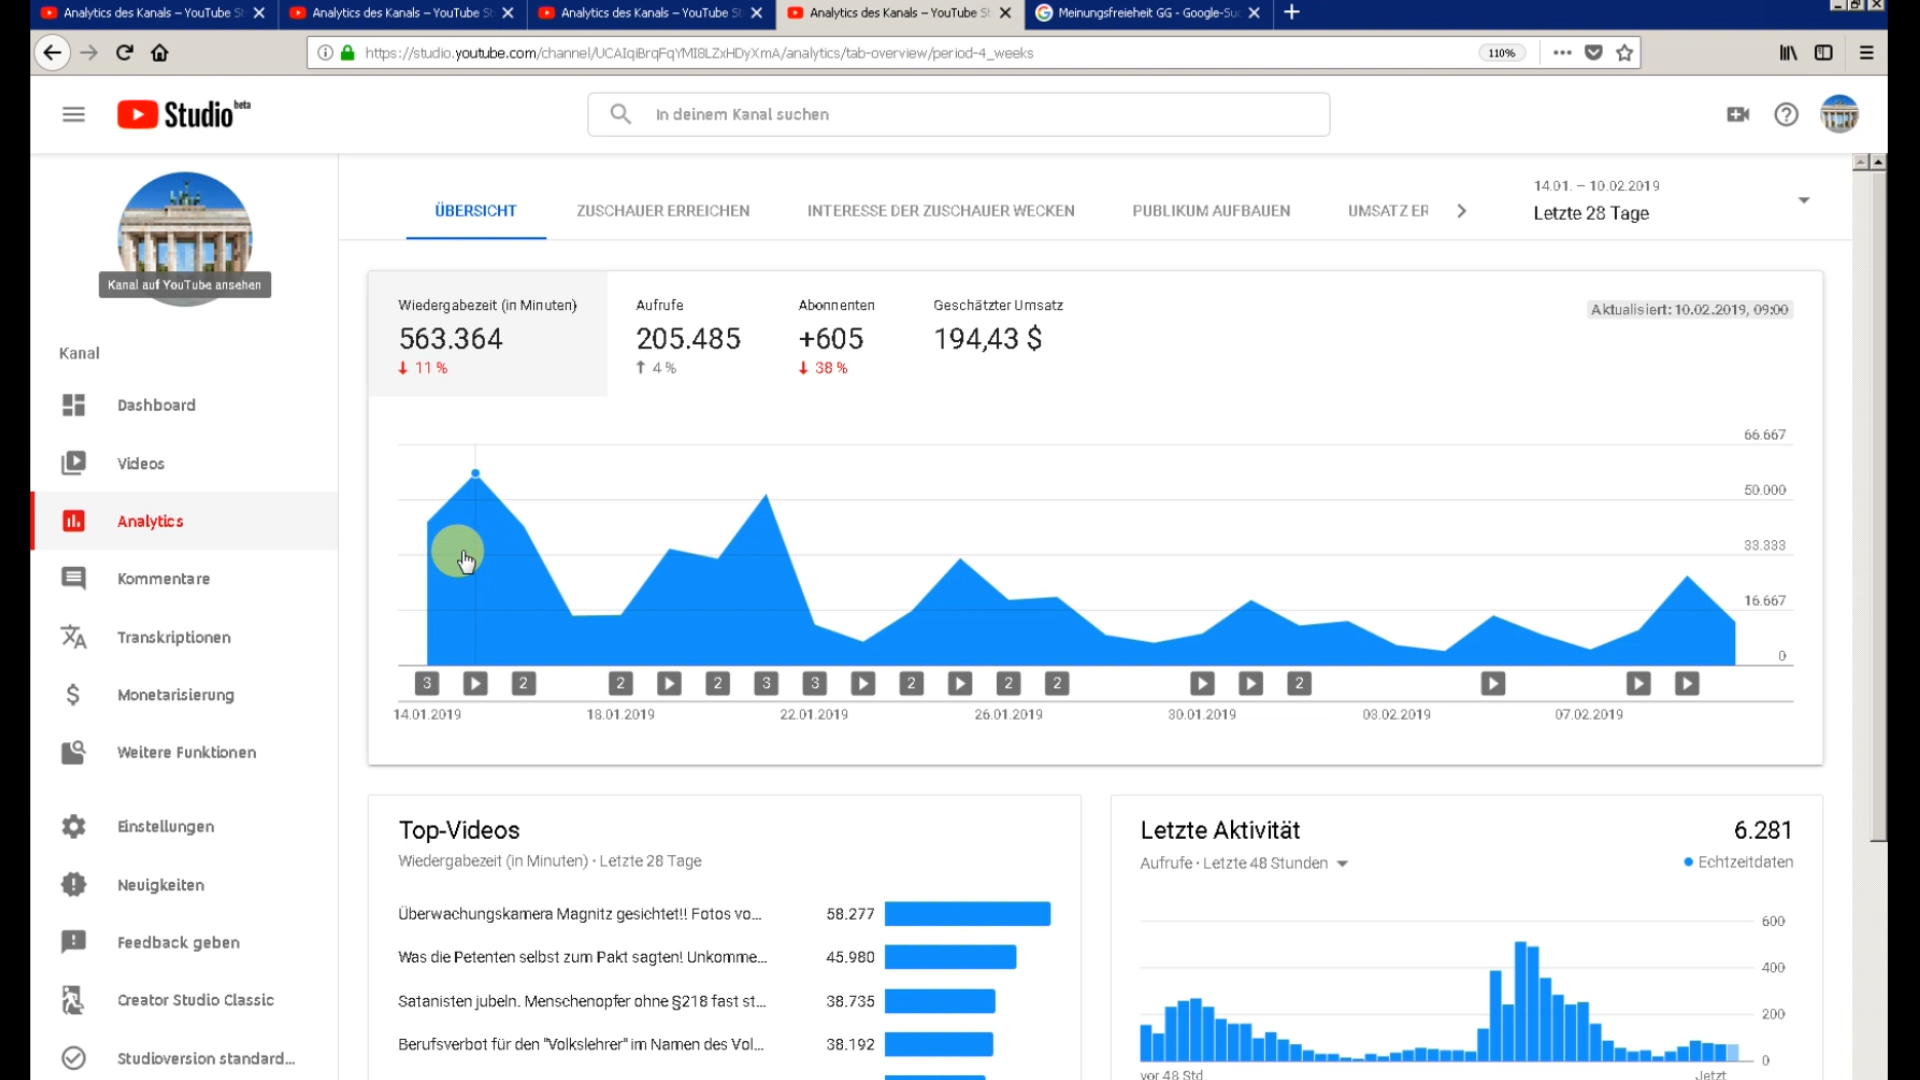 Analytics des Kanals – YouTube S
Analytics des Kanals – YouTube S
Analytics des Kanals – YouTube S
Analytics des Kanals – YouTube S
Meinungsfreieheit GG - Google-Su
https://studio.youtube.com/channel/UCAIqiBrqFqYMI8LZxHDyXmA/analytics/tab-overview/period-4_weeks
110%
Studio beta
In deinem Kanal suchen
Kanal auf YouTube ansehen
Kanal
Dashboard
Videos
Analytics
Kommentare
Transkriptionen
Monetarisierung
Weitere Funktionen
Einstellungen
Neuigkeiten
Feedback geben
Creator Studio Classic
Studioversion standard...
ÜBERSICHT
ZUSCHAUER ERREICHEN
INTERESSE DER ZUSCHAUER WECKEN
PUBLIKUM AUFBAUEN
UMSATZ ER
14.01. – 10.02.2019
Letzte 28 Tage
Wiedergabezeit (in Minuten)
563.364
11 %
Aufrufe
205.485
4 %
Abonnenten
+605
38 %
Geschätzter Umsatz
194,43 $
Aktualisiert: 10.02.2019, 09:00
66.667
50.000
33.333
16.667
0
3 2 2 2 3 3 2 2 2 2
14.01.2019 18.01.2019 22.01.2019 26.01.2019 30.01.2019 03.02.2019 07.02.2019
Top-Videos
Wiedergabezeit (in Minuten) · Letzte 28 Tage
Überwachungskamera Magnitz gesichtet!! Fotos vo... 58.277
Was die Petenten selbst zum Pakt sagten! Unkomme... 45.980
Satanisten jubeln. Menschenopfer ohne §218 fast st... 38.735
Berufsverbot für den "Volkslehrer" im Namen des Vol... 38.192
Letzte Aktivität
6.281
Aufrufe · Letzte 48 Stunden
Echtzeitdaten
600
400
200
0
vor 48 Std.
Jetzt